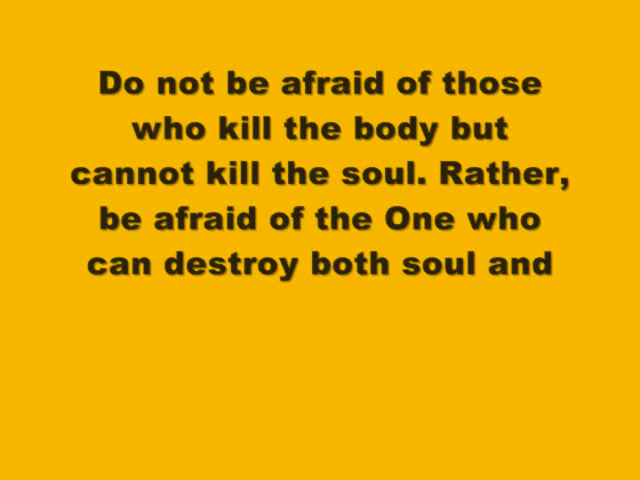 Do not be afraid of those
who kill the body but
cannot kill the soul. Rather,
be afraid of the One who
can destroy both soul and